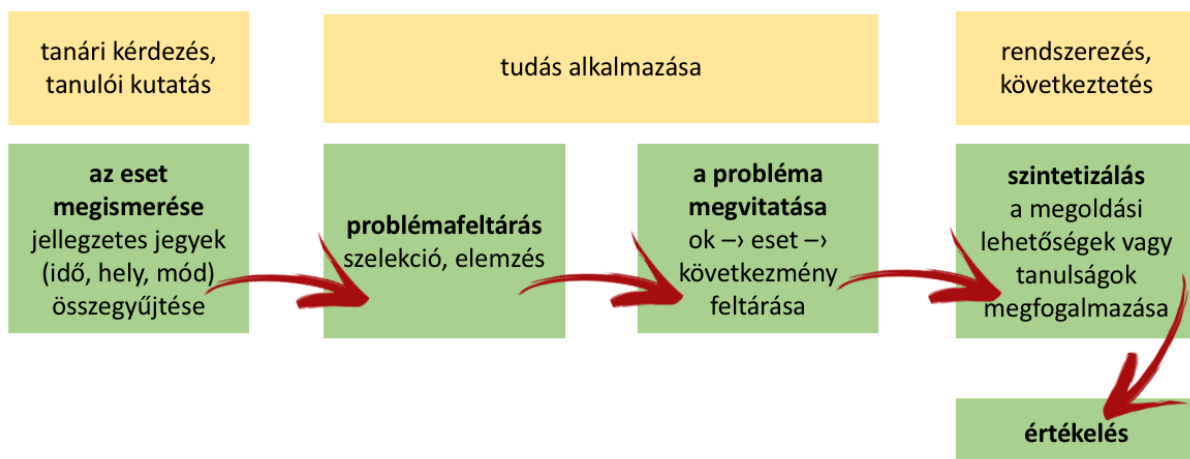 tanári kérdezés,
tanulói kutatás
tudás alkalmazása
rendszerezés,
következtetés
az eset
megismerése
jellegzetes jegyek
(idő, hely, mód)
összegyűjtése
problémafeltárás
szelekció, elemzés
a probléma
megvitatása
ok –› eset –›
következmény
feltárása
szintetizálás
a megoldási
lehetőségek vagy
tanulságok
megfogalmazása
értékelés